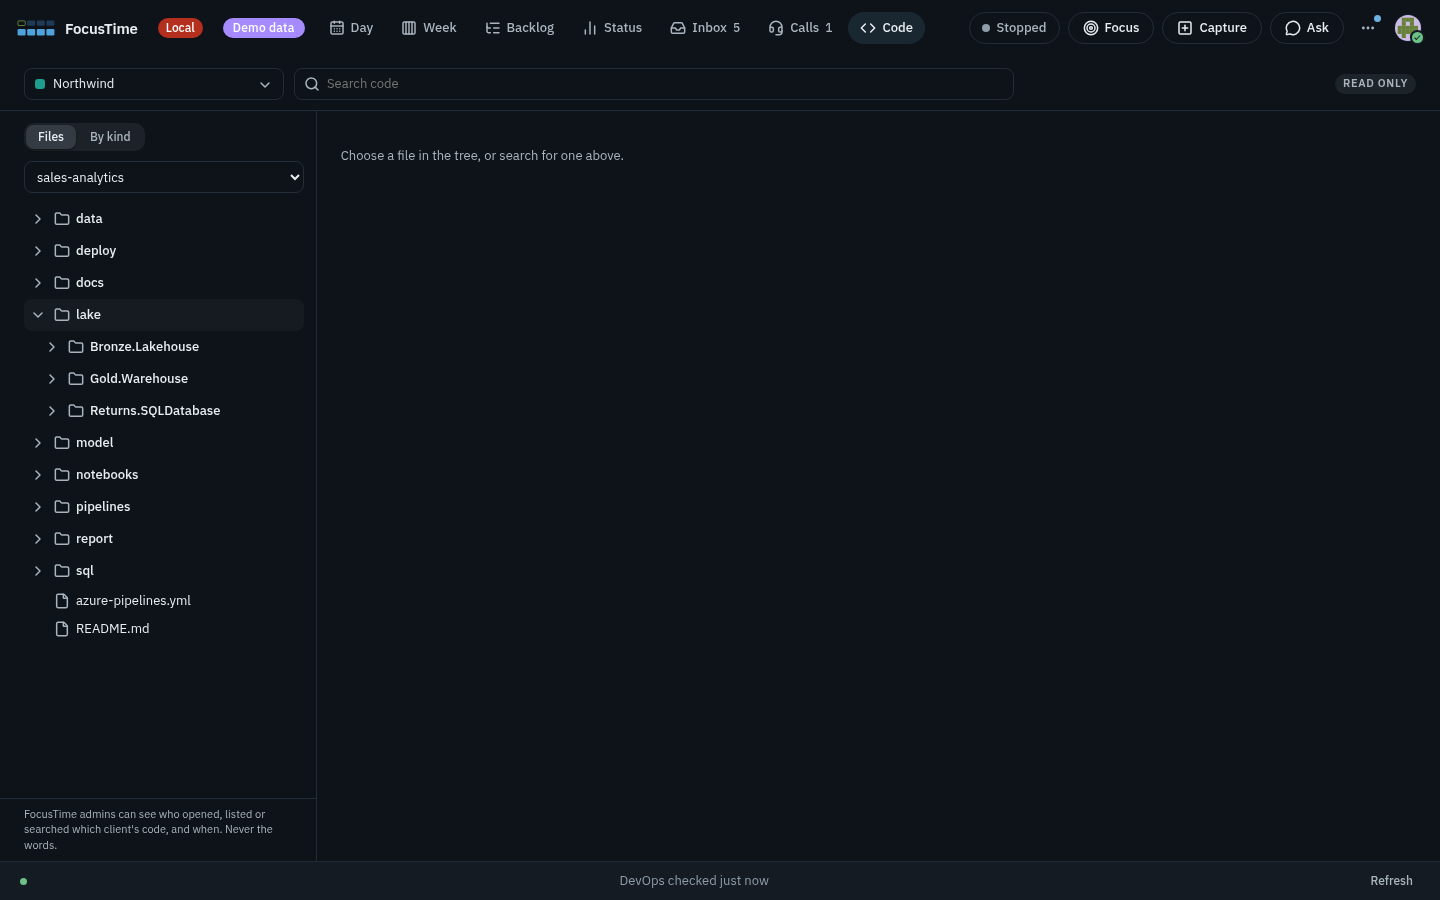 FocusTime
Local
Demo data
Day
Week
Backlog
Status
Inbox 5
Calls 1
Code
Stopped
Focus
Capture
Ask
Northwind
Search code
READ ONLY
Files
By kind
Choose a file in the tree, or search for one above.
sales-analytics
data
deploy
docs
lake
Bronze.Lakehouse
Gold.Warehouse
Returns.SQLDatabase
model
notebooks
pipelines
report
sql
azure-pipelines.yml
README.md
FocusTime admins can see who opened, listed or
searched which client's code, and when. Never the
words.
DevOps checked just now
Refresh